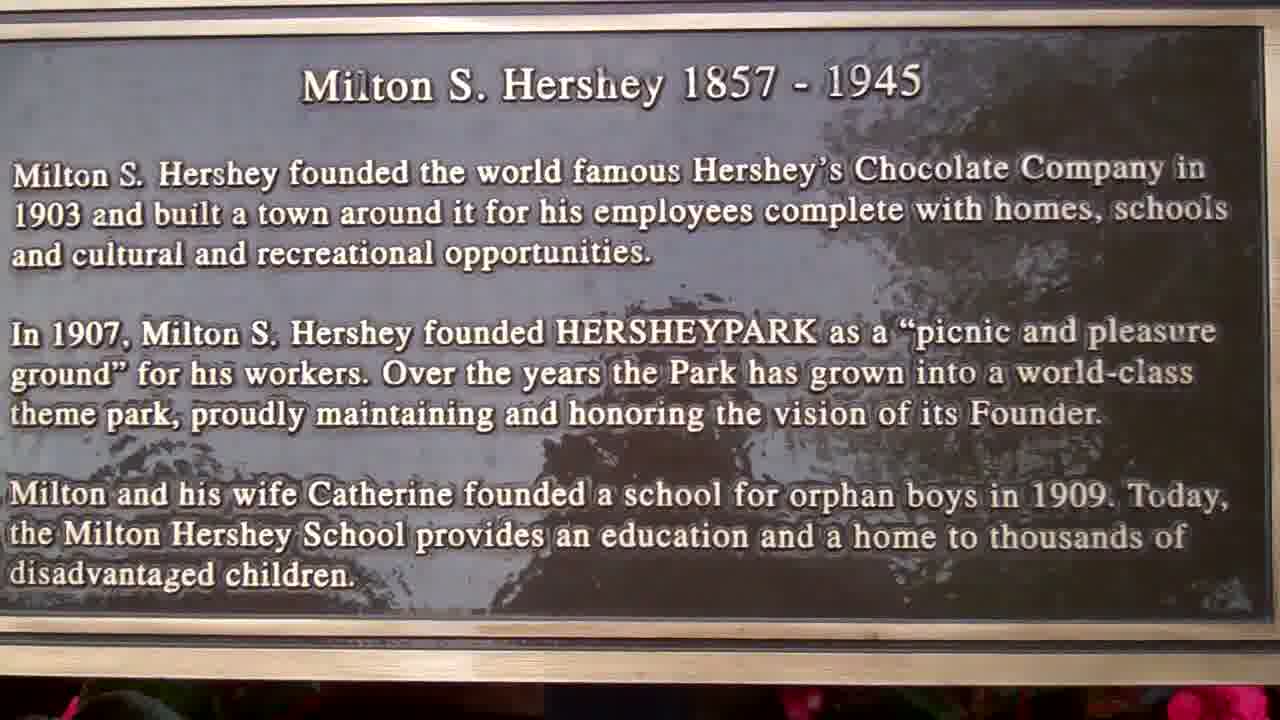 Milton S. Hershey 1857 - 1945
Milton S. Hershey founded the world famous Hershey's Chocolate Company in
1903 and built a town around it for his employees complete with homes, schools
and cultural and recreational opportunities.
In 1907, Milton S. Hershey founded HERSHEYPARK as a “picnic and pleasure
ground” for his workers. Over the years the Park has grown into a world-class
theme park, proudly maintaining and honoring the vision of its Founder.
Milton and his wife Catherine founded a school for orphan boys in 1909. Today,
the Milton Hershey School provides an education and a home to thousands of
disadvantaged children.